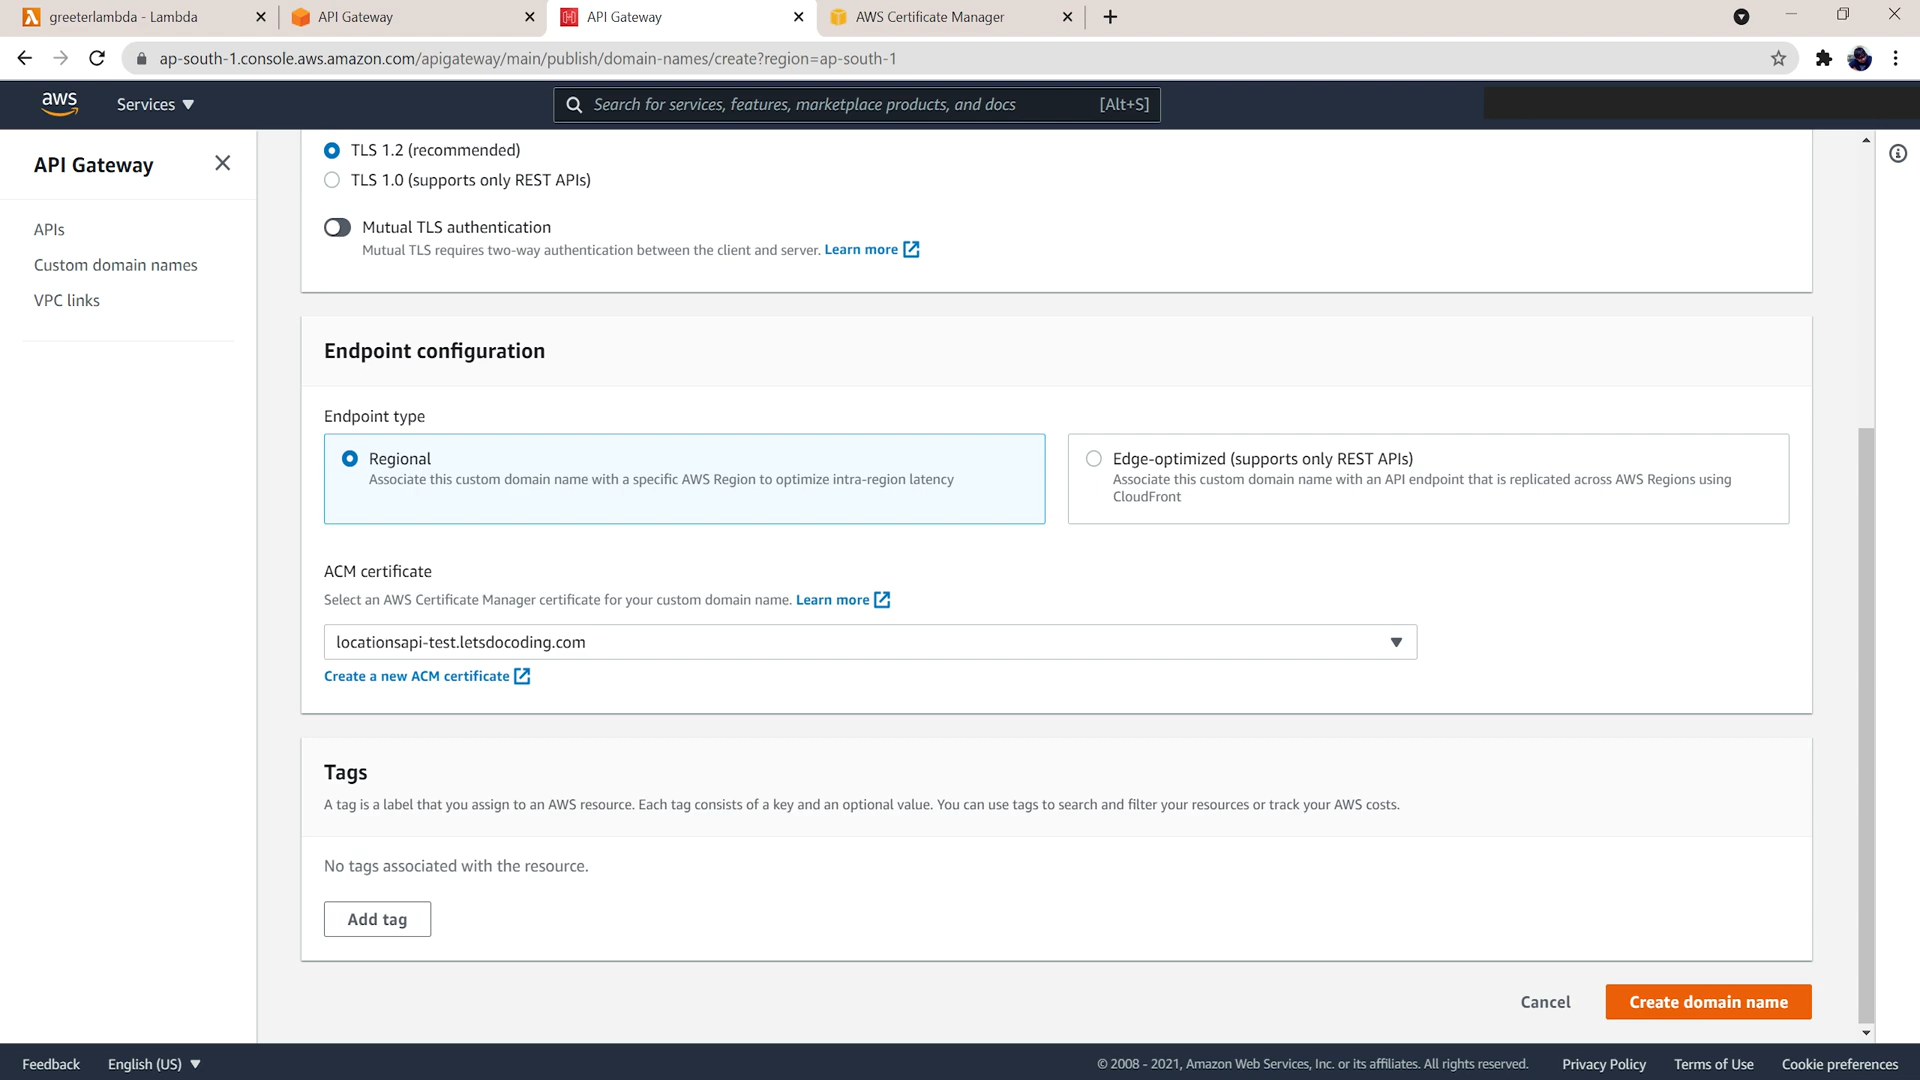 greeterlambda - Lambda
API Gateway
API Gateway
AWS Certificate Manager
ap-south-1.console.aws.amazon.com/apigateway/main/publish/domain-names/create?region=ap-south-1
aws
Services
Search for services, features, marketplace products, and docs
[Alt+S]
API Gateway
APIs
Custom domain names
VPC links
TLS 1.2 (recommended)
TLS 1.0 (supports only REST APIs)
Mutual TLS authentication
Mutual TLS requires two-way authentication between the client and server. Learn more
Endpoint configuration
Endpoint type
Regional
Associate this custom domain name with a specific AWS Region to optimize intra-region latency
Edge-optimized (supports only REST APIs)
Associate this custom domain name with an API endpoint that is replicated across AWS Regions using
CloudFront
ACM certificate
Select an AWS Certificate Manager certificate for your custom domain name. Learn more
locationsapi-test.letsdocoding.com
Create a new ACM certificate
Tags
A tag is a label that you assign to an AWS resource. Each tag consists of a key and an optional value. You can use tags to search and filter your resources or track your AWS costs.
No tags associated with the resource.
Add tag
Cancel
Create domain name
Feedback
English (US)
© 2008 - 2021, Amazon Web Services, Inc. or its affiliates. All rights reserved.
Privacy Policy
Terms of Use
Cookie preferences